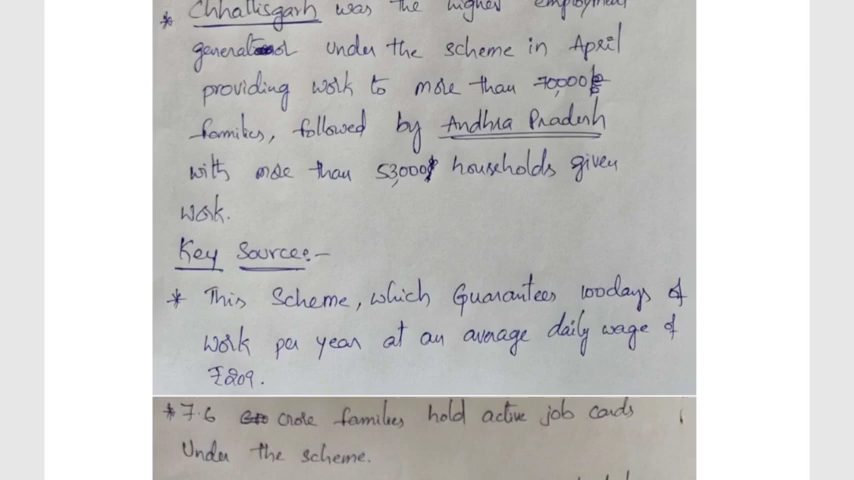 * Chhallisgarh was the highest employment
generator under the scheme in April
providing work to more than 70,000
families, followed by Andhra Pradesh
with more than 53,000 households given
work.
Key Source:-
* This Scheme, which Guarantees 100days of
work per year at an average daily wage of
₹209.
* 7.6 crore families hold active job cards
Under the scheme.